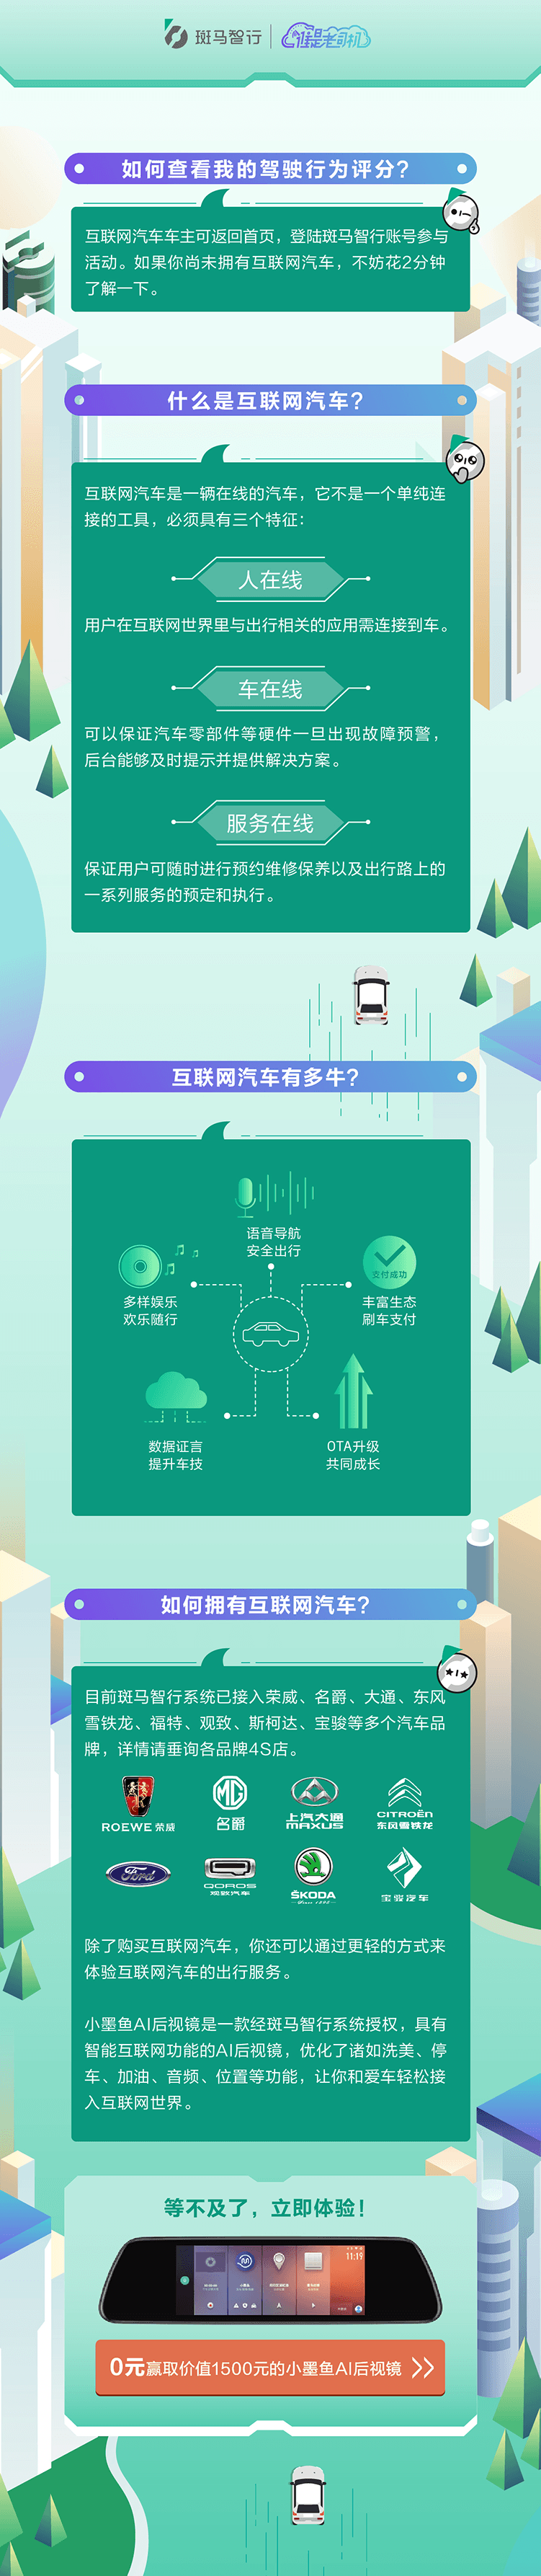 斑马智行 谁是老司机
如何查看我的驾驶行为评分?
互联网汽车车主可返回首页，登陆斑马智行账号参与
活动。如果你尚未拥有互联网汽车，不妨花2分钟
了解一下。
什么是互联网汽车?
互联网汽车是一辆在线的汽车，它不是一个单纯连
接的工具，必须具有三个特征：
人在线
用户在互联网世界里与出行相关的应用需连接到车。
车在线
可以保证汽车零部件等硬件一旦出现故障预警，
后台能够及时提示并提供解决方案。
服务在线
保证用户可随时进行预约维修保养以及出行路上的
一系列服务的预定和执行。
互联网汽车有多牛?
语音导航
安全出行
支付成功
多样娱乐
欢乐随行
丰富生态
刷车支付
数据证言
提升车技
OTA升级
共同成长
如何拥有互联网汽车?
目前斑马智行系统已接入荣威、名爵、大通、东风
雪铁龙、福特、观致、斯柯达、宝骏等多个汽车品
牌，详情请垂询各品牌4S店。
ROEWE 荣威
MG
名爵
上汽大通
MAXUS
CITROËN
东风雪铁龙
Ford
QOROS
观致汽车
ŠKODA
Since 1895
宝骏汽车
除了购买互联网汽车，你还可以通过更轻的方式来
体验互联网汽车的出行服务。
小墨鱼AI后视镜是一款经斑马智行系统授权，具有
智能互联网功能的AI后视镜，优化了诸如洗美、停
车、加油、音频、位置等功能，让你和爱车轻松接
入互联网世界。
等不及了，立即体验！
11:19
0元赢取价值1500元的小墨鱼AI后视镜